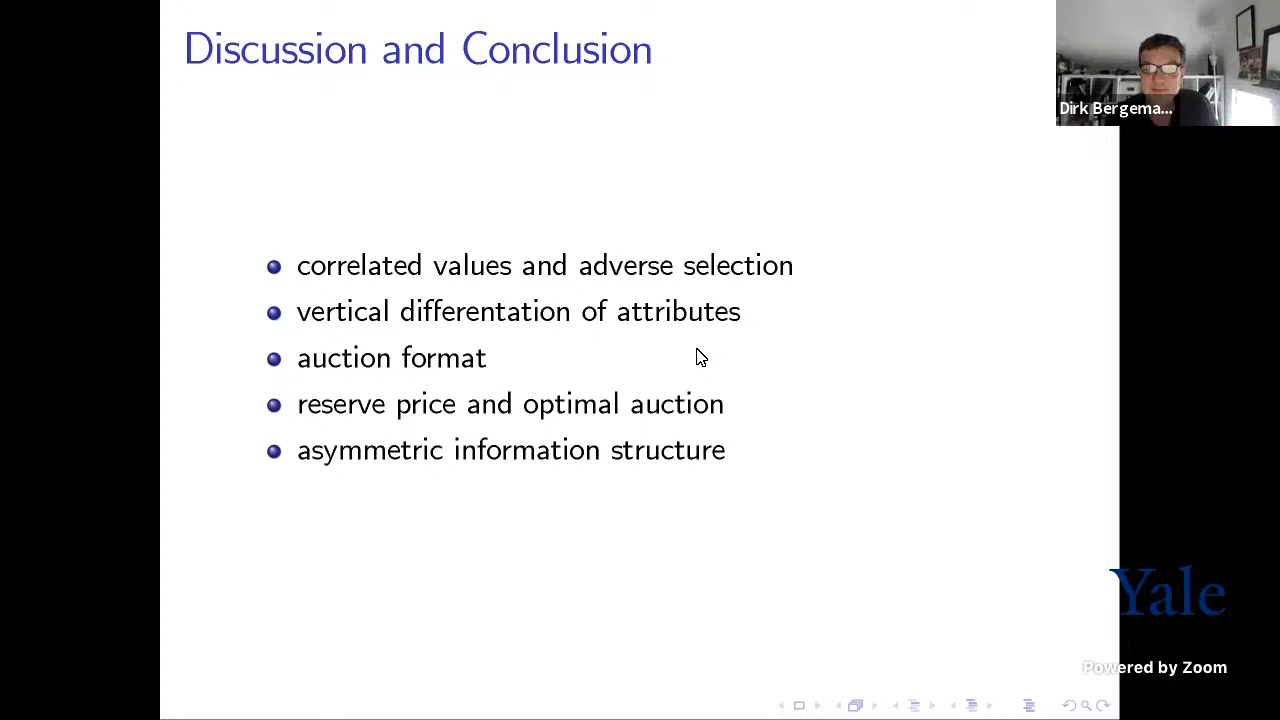 Discussion and Conclusion
Dirk Bergema...
correlated values and adverse selection
vertical differentation of attributes
auction format
reserve price and optimal auction
asymmetric information structure
Yale
Powered by Zoom